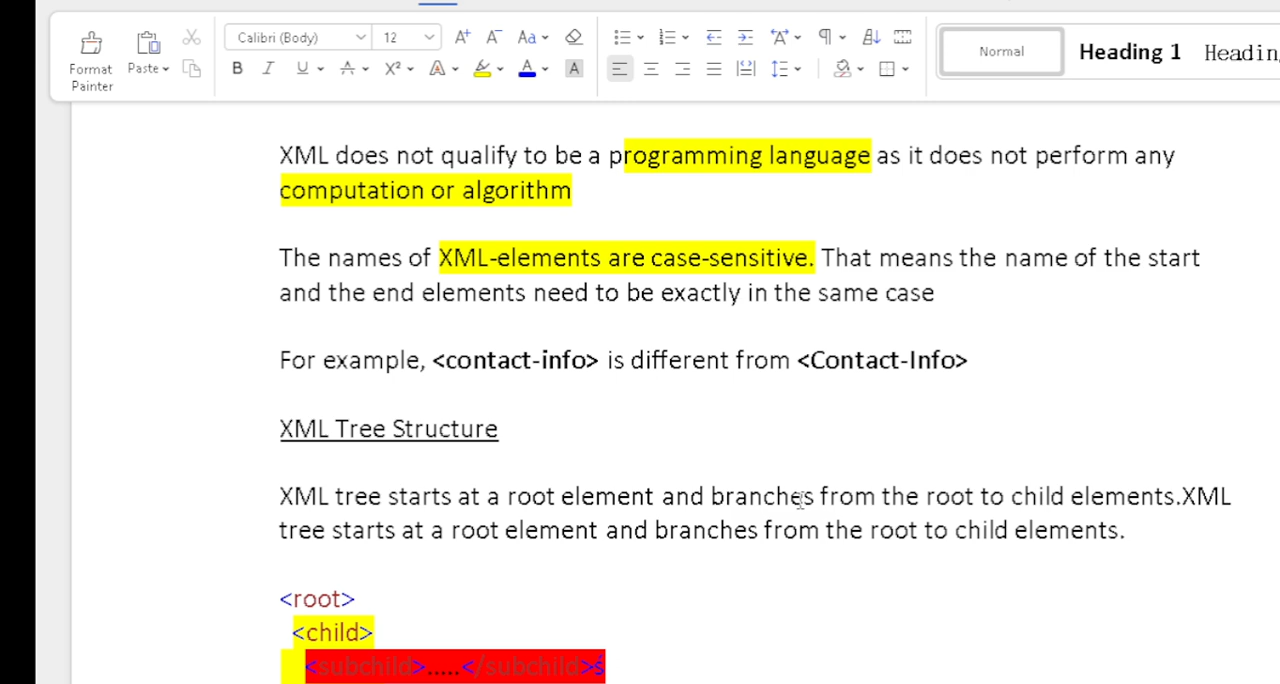 Calibri (Body)
12
Format
Painter
Paste
Normal
Heading 1
Headin
XML does not qualify to be a programming language as it does not perform any
computation or algorithm
The names of XML-elements are case-sensitive. That means the name of the start
and the end elements need to be exactly in the same case
For example, <contact-info> is different from <Contact-Info>
XML Tree Structure
XML tree starts at a root element and branches from the root to child elements.XML
tree starts at a root element and branches from the root to child elements.
<root>
<child>
<subchild>.....</subchild>ś